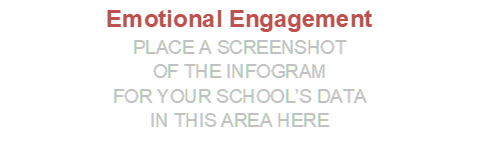 Emotional Engagement
PLACE A SCREENSHOT
OF THE INFOGRAM
FOR YOUR SCHOOL’S DATA
IN THIS AREA HERE